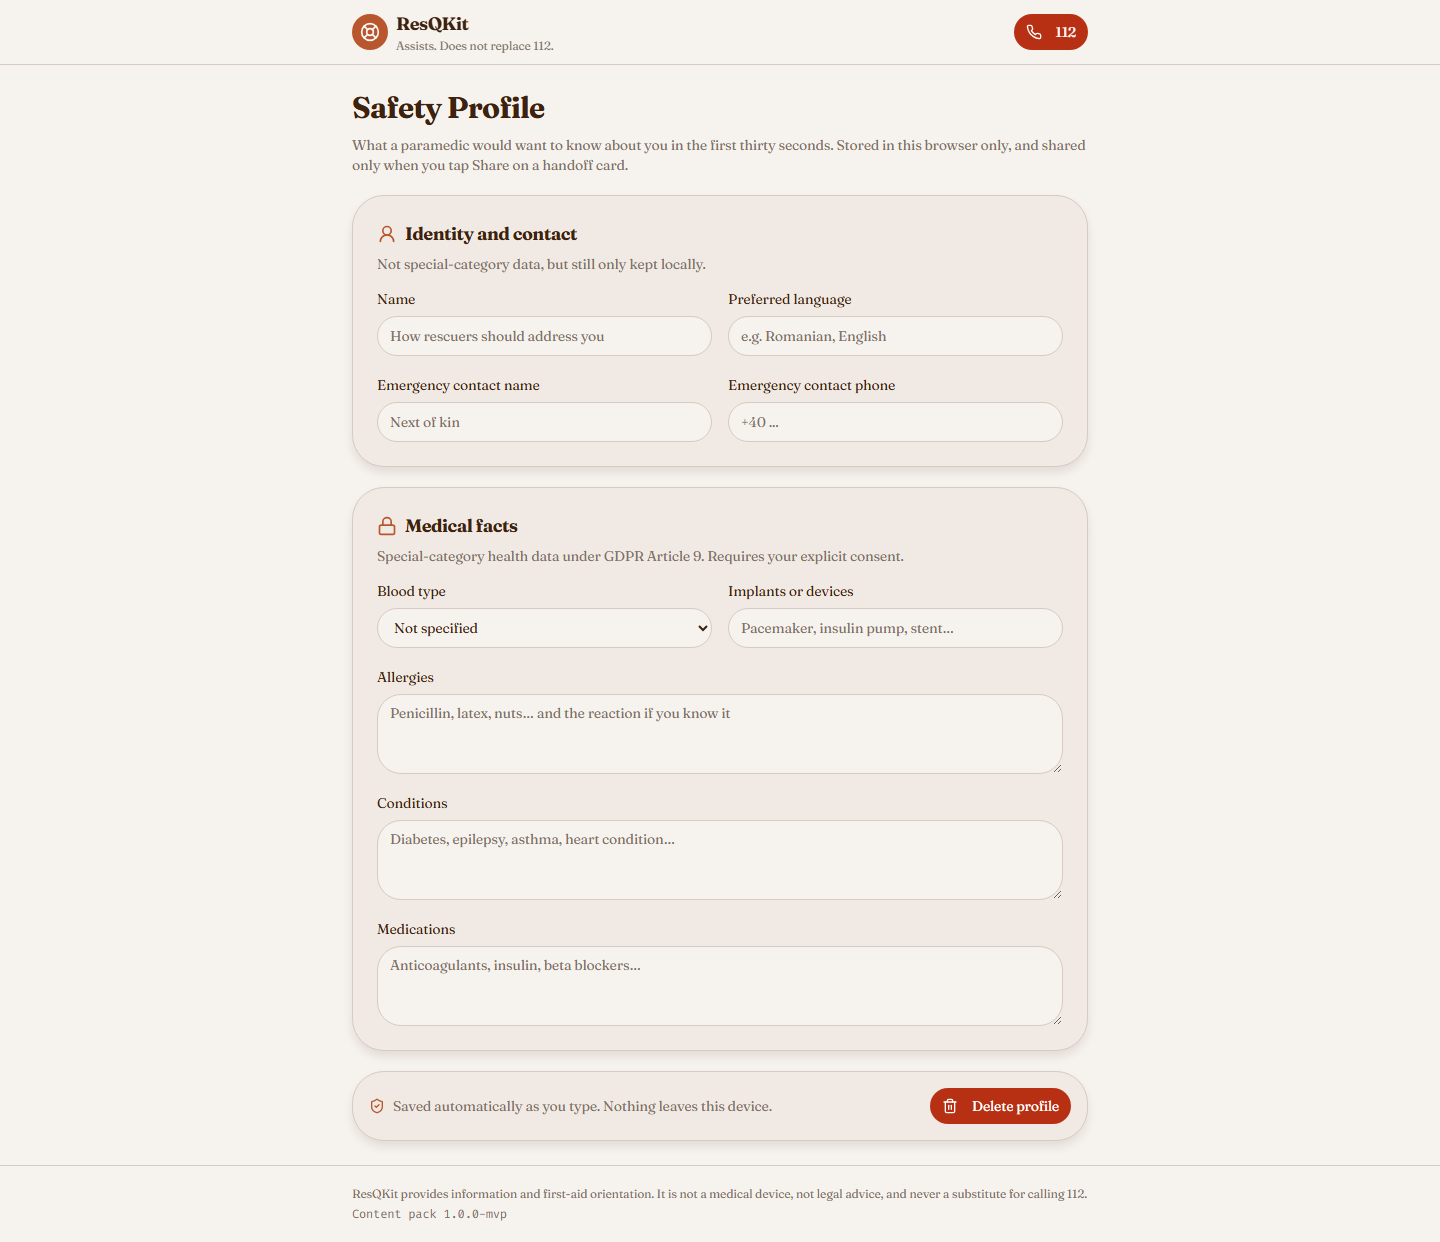 ResQKit
Assists. Does not replace 112.
112
Safety Profile
What a paramedic would want to know about you in the first thirty seconds. Stored in this browser only, and shared
only when you tap Share on a handoff card.
Identity and contact
Not special-category data, but still only kept locally.
Name
Preferred language
How rescuers should address you
e.g. Romanian, English
Emergency contact name
Emergency contact phone
Next of kin
+40 ...
Medical facts
Special-category health data under GDPR Article 9. Requires your explicit consent.
Blood type
Implants or devices
Not specified
Pacemaker, insulin pump, stent...
Allergies
Penicillin, latex, nuts... and the reaction if you know it
Conditions
Diabetes, epilepsy, asthma, heart condition...
Medications
Anticoagulants, insulin, beta blockers...
Saved automatically as you type. Nothing leaves this device.
Delete profile
ResQKit provides information and first-aid orientation. It is not a medical device, not legal advice, and never a substitute for calling 112.
Content pack 1.0.0-mvp